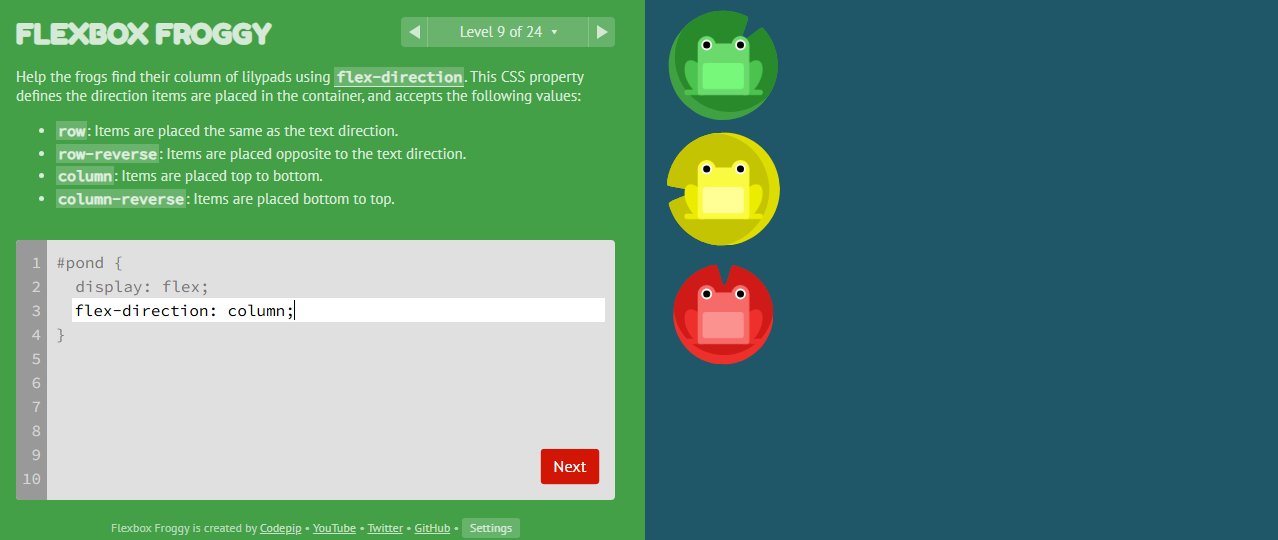 FLEXBOX FROGGY
Level 9 of 24
Help the frogs find their column of lilypads using flex-direction. This CSS property
defines the direction items are placed in the container, and accepts the following values:
• row: Items are placed the same as the text direction.
• row-reverse: Items are placed opposite to the text direction.
• column: Items are placed top to bottom.
• column-reverse: Items are placed bottom to top.
1 #pond {
2 display: flex;
3 flex-direction: column;
4 }
5
6
7
8
9
10
Next
Flexbox Froggy is created by Codepip • YouTube • Twitter • GitHub • Settings